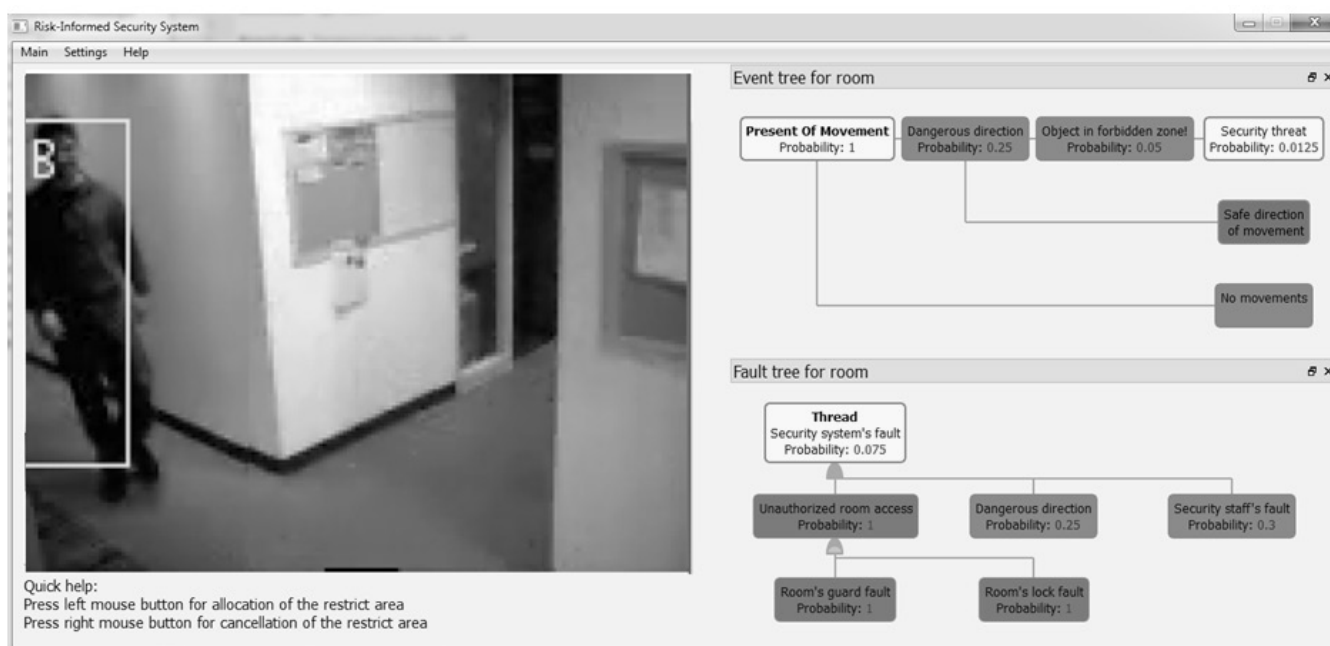 Risk-Informed Security System
Main Settings Help
B
Quick help:
Press left mouse button for allocation of the restrict area
Press right mouse button for cancellation of the restrict area
Event tree for room
Present Of Movement
Probability: 1
Dangerous direction
Probability: 0.25
Object in forbidden zone!
Probability: 0.05
Security threat
Probability: 0.0125
Safe direction
of movement
No movements
Fault tree for room
Thread
Security system's fault
Probability: 0.075
Unauthorized room access
Probability: 1
Dangerous direction
Probability: 0.25
Security staff's fault
Probability: 0.3
Room's guard fault
Probability: 1
Room's lock fault
Probability: 1